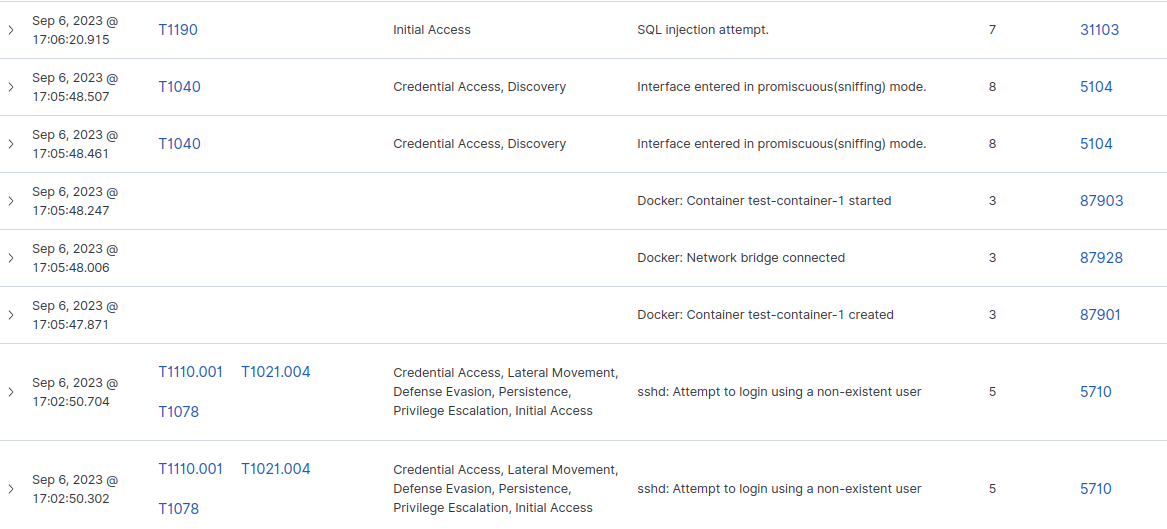 Sep 6, 2023 @
17:06:20.915
T1190
Initial Access
SQL injection attempt.
7
31103
Sep 6, 2023 @
17:05:48.507
T1040
Credential Access, Discovery
Interface entered in promiscuous(sniffing) mode.
8
5104
Sep 6, 2023 @
17:05:48.461
T1040
Credential Access, Discovery
Interface entered in promiscuous(sniffing) mode.
8
5104
Sep 6, 2023 @
17:05:48.247
Docker: Container test-container-1 started
3
87903
Sep 6, 2023 @
17:05:48.006
Docker: Network bridge connected
3
87928
Sep 6, 2023 @
17:05:47.871
Docker: Container test-container-1 created
3
87901
Sep 6, 2023 @
17:02:50.704
T1110.001 T1021.004
T1078
Credential Access, Lateral Movement,
Defense Evasion, Persistence,
Privilege Escalation, Initial Access
sshd: Attempt to login using a non-existent user
5
5710
Sep 6, 2023 @
17:02:50.302
T1110.001 T1021.004
T1078
Credential Access, Lateral Movement,
Defense Evasion, Persistence,
Privilege Escalation, Initial Access
sshd: Attempt to login using a non-existent user
5
5710